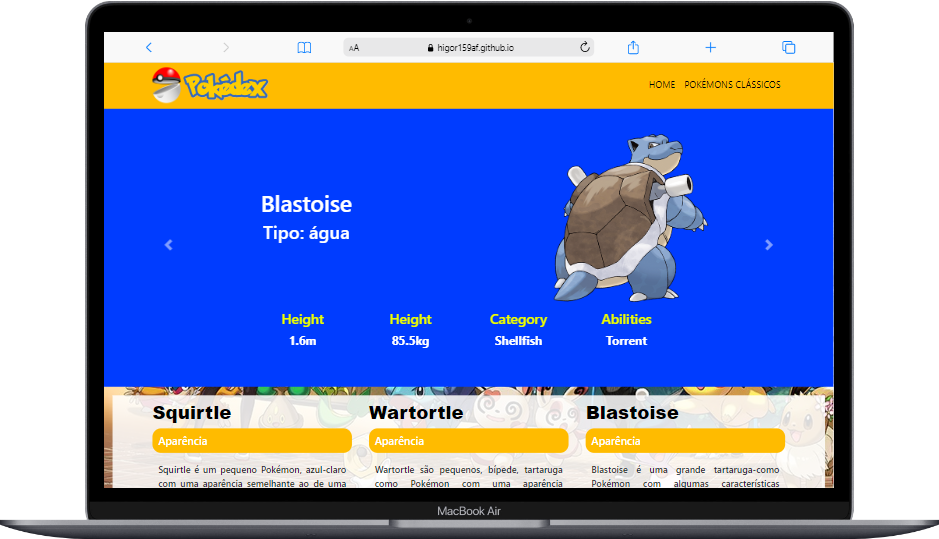 AA
higor159af.github.io
Pokédex
HOME POKÉMONS CLÁSSICOS
Blastoise
Tipo: água
Height Height Category Abilities
1.6m 85.5kg Shellfish Torrent
Squirtle
Aparência
Squirtle é um pequeno Pokémon, azul-claro
com uma aparência semelhante ao de uma
Wartortle
Aparência
Wartortle são pequenos, bípede, tartaruga
como Pokémon com uma aparência
Blastoise
Aparência
Blastoise é uma grande tartaruga-como
Pokémon com algumas características
MacBook Air